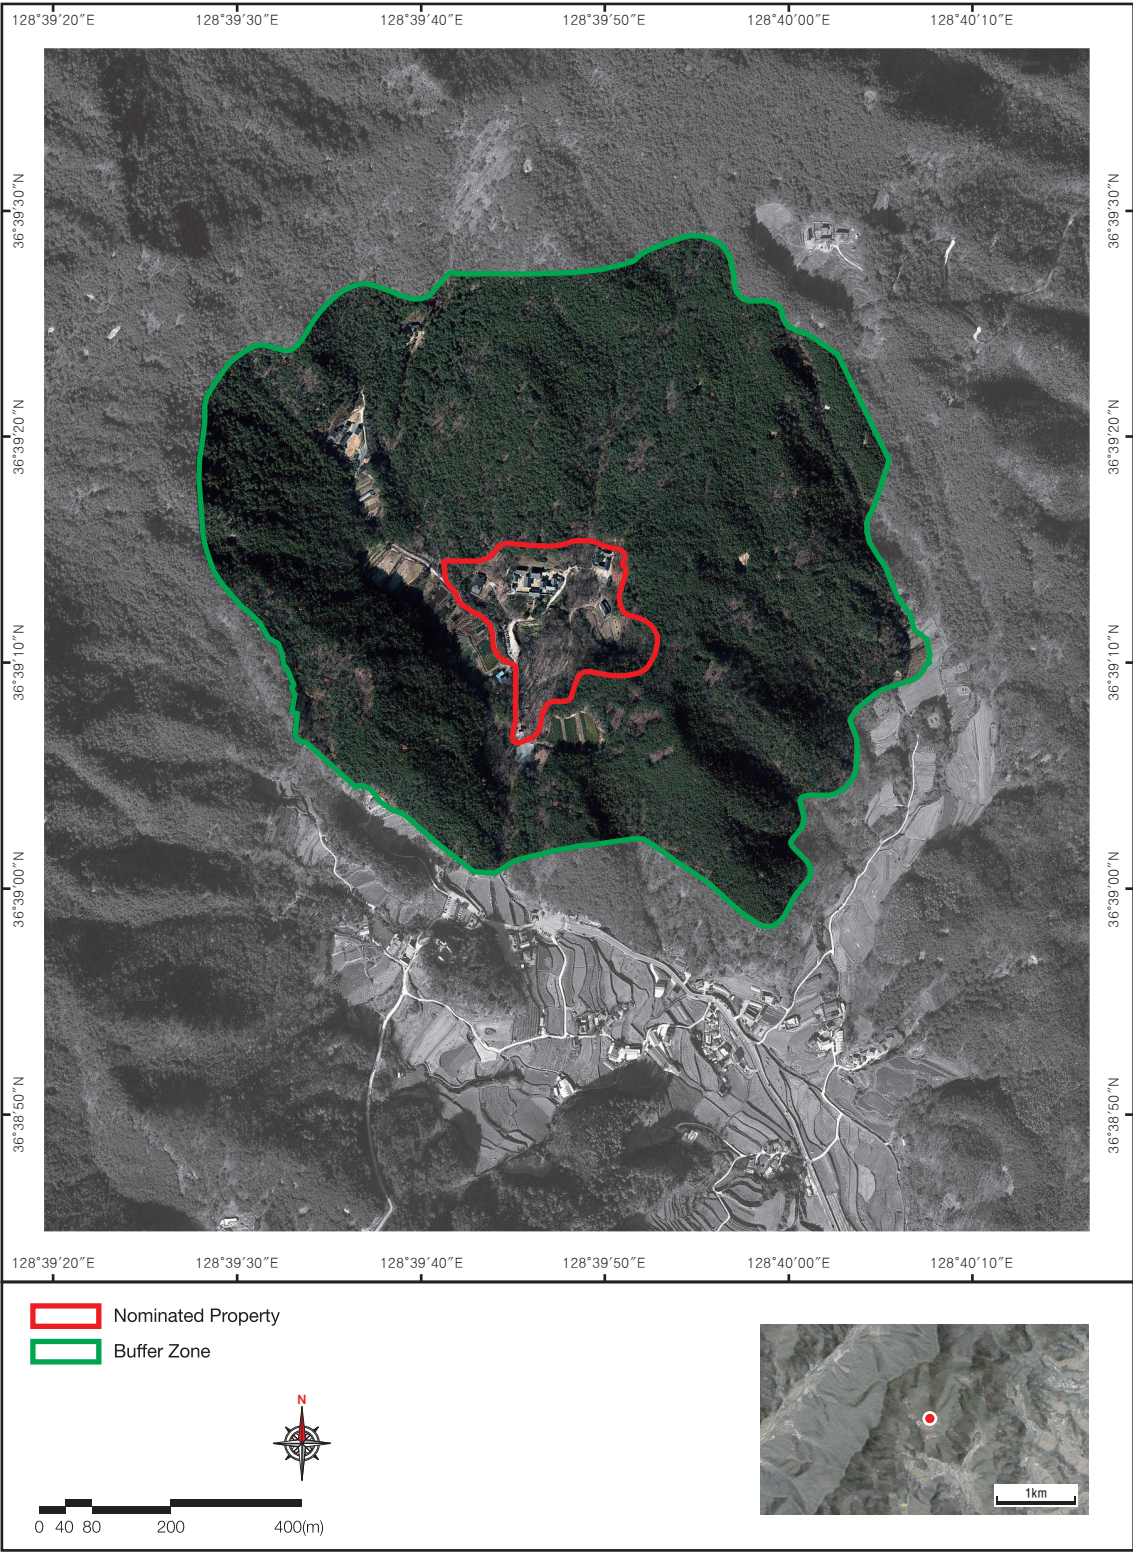 128°39′20″E 128°39′30″E 128°39′40″E 128°39′50″E 128°40′00″E 128°40′10″E
36°39′30″N 36°39′30″N
36°39′20″N 36°39′20″N
36°39′10″N 36°39′10″N
36°39′00″N 36°39′00″N
36°38′50″N 36°38′50″N
128°39′20″E 128°39′30″E 128°39′40″E 128°39′50″E 128°40′00″E 128°40′10″E
Nominated Property
Buffer Zone
N
0 40 80 200 400(m)
1km